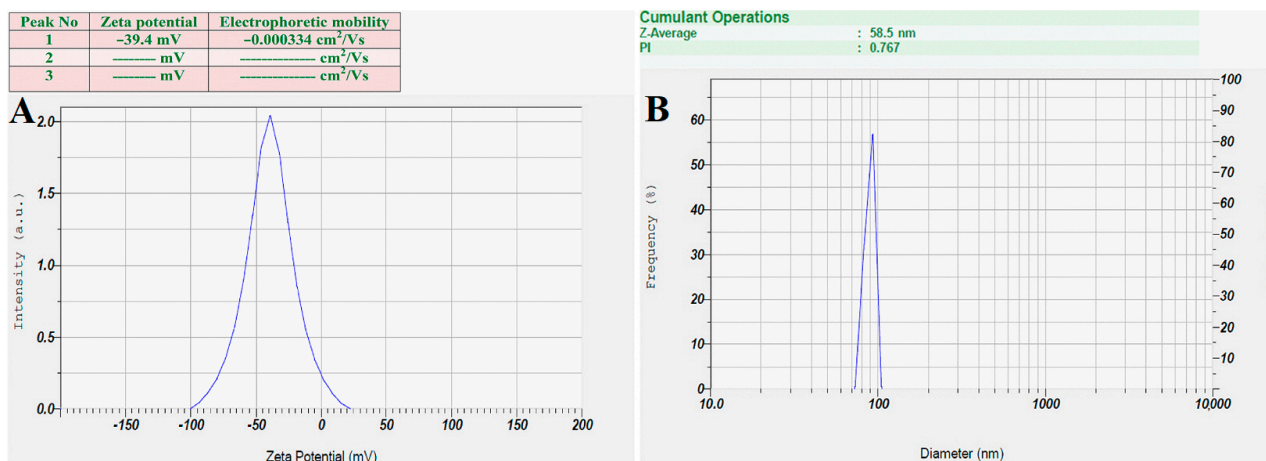 Peak No Zeta potential Electrophoretic mobility
1 −39.4 mV −0.000334 cm²/Vs
2 -------- mV -------------- cm²/Vs
3 -------- mV -------------- cm²/Vs
A
Intensity (a.u.)
2.0
1.5
1.0
0.5
0.0
-150 -100 -50 0 50 100 150 200
Zeta Potential (mV)
Cumulant Operations
Z-Average : 58.5 nm
PI : 0.767
B
Frequency (%)
60
50
40
30
20
10
0
100
90
80
70
60
50
40
30
20
10
10.0 100 1000 10,000
Diameter (nm)